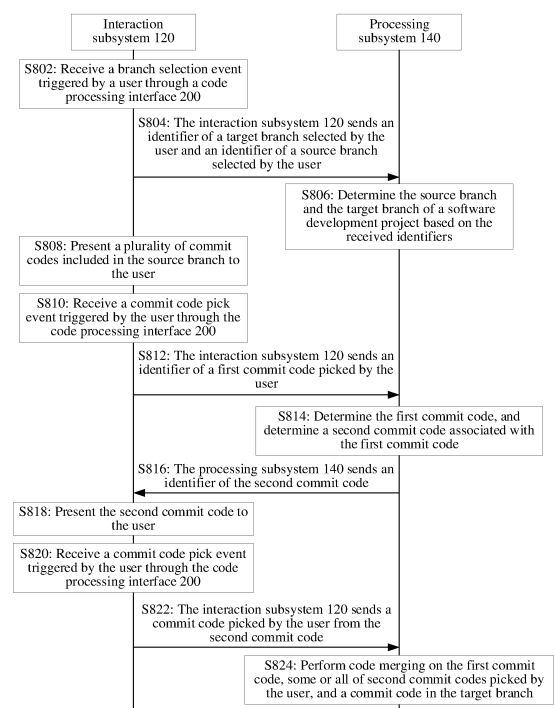 Interaction
subsystem 120
Processing
subsystem 140
S802: Receive a branch selection event
triggered by a user through a code
processing interface 200
S804: The interaction subsystem 120 sends an
identifier of a target branch selected by the
user and an identifier of a source branch
selected by the user
S806: Determine the source branch
and the target branch of a software
development project based on the
received identifiers
S808: Present a plurality of commit
codes included in the source branch to
the user
S810: Receive a commit code pick
event triggered by the user through the
code processing interface 200
S812: The interaction subsystem 120 sends an
identifier of a first commit code picked by the
user
S814: Determine the first commit code, and
determine a second commit code associated with
the first commit code
S816: The processing subsystem 140 sends an
identifier of the second commit code
S818: Present the second commit code to
the user
S820: Receive a commit code pick event
triggered by the user through the code
processing interface 200
S822: The interaction subsystem 120 sends a
commit code picked by the user from the
second commit code
S824: Perform code merging on the first commit
code, some or all of second commit codes picked by
the user, and a commit code in the target branch